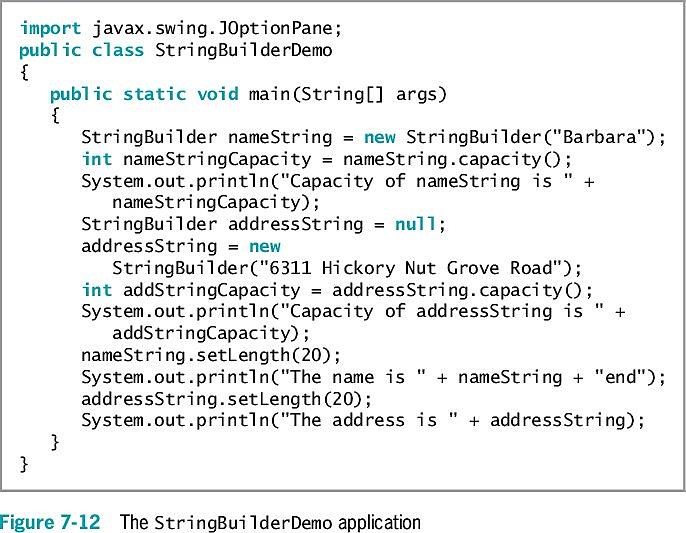 import javax.swing.JOptionPane;
public class StringBuilderDemo
{
   public static void main(String[] args)
   {
      StringBuilder nameString = new StringBuilder("Barbara");
      int nameStringCapacity = nameString.capacity();
      System.out.println("Capacity of nameString is " +
         nameStringCapacity);
      StringBuilder addressString = null;
      addressString = new
         StringBuilder("6311 Hickory Nut Grove Road");
      int addStringCapacity = addressString.capacity();
      System.out.println("Capacity of addressString is " +
         addStringCapacity);
      nameString.setLength(20);
      System.out.println("The name is " + nameString + "end");
      addressString.setLength(20);
      System.out.println("The address is " + addressString);
   }
}
Figure 7-12 The StringBuilderDemo application